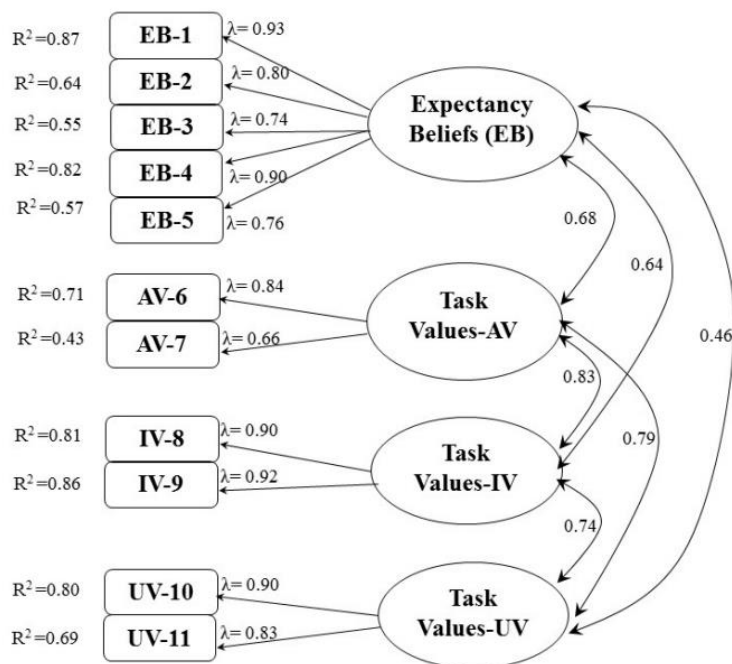 R²=0.87 EB-1 λ= 0.93
R²=0.64 EB-2 λ= 0.80
R²=0.55 EB-3 λ= 0.74
R²=0.82 EB-4 λ= 0.90
R²=0.57 EB-5 λ= 0.76
Expectancy
Beliefs (EB)
0.68
0.64
0.46
R²=0.71 AV-6 λ= 0.84
R²=0.43 AV-7 λ= 0.66
Task
Values-AV
0.83
0.79
R²=0.81 IV-8 λ= 0.90
R²=0.86 IV-9 λ= 0.92
Task
Values-IV
0.74
R²=0.80 UV-10 λ= 0.90
R²=0.69 UV-11 λ= 0.83
Task
Values-UV